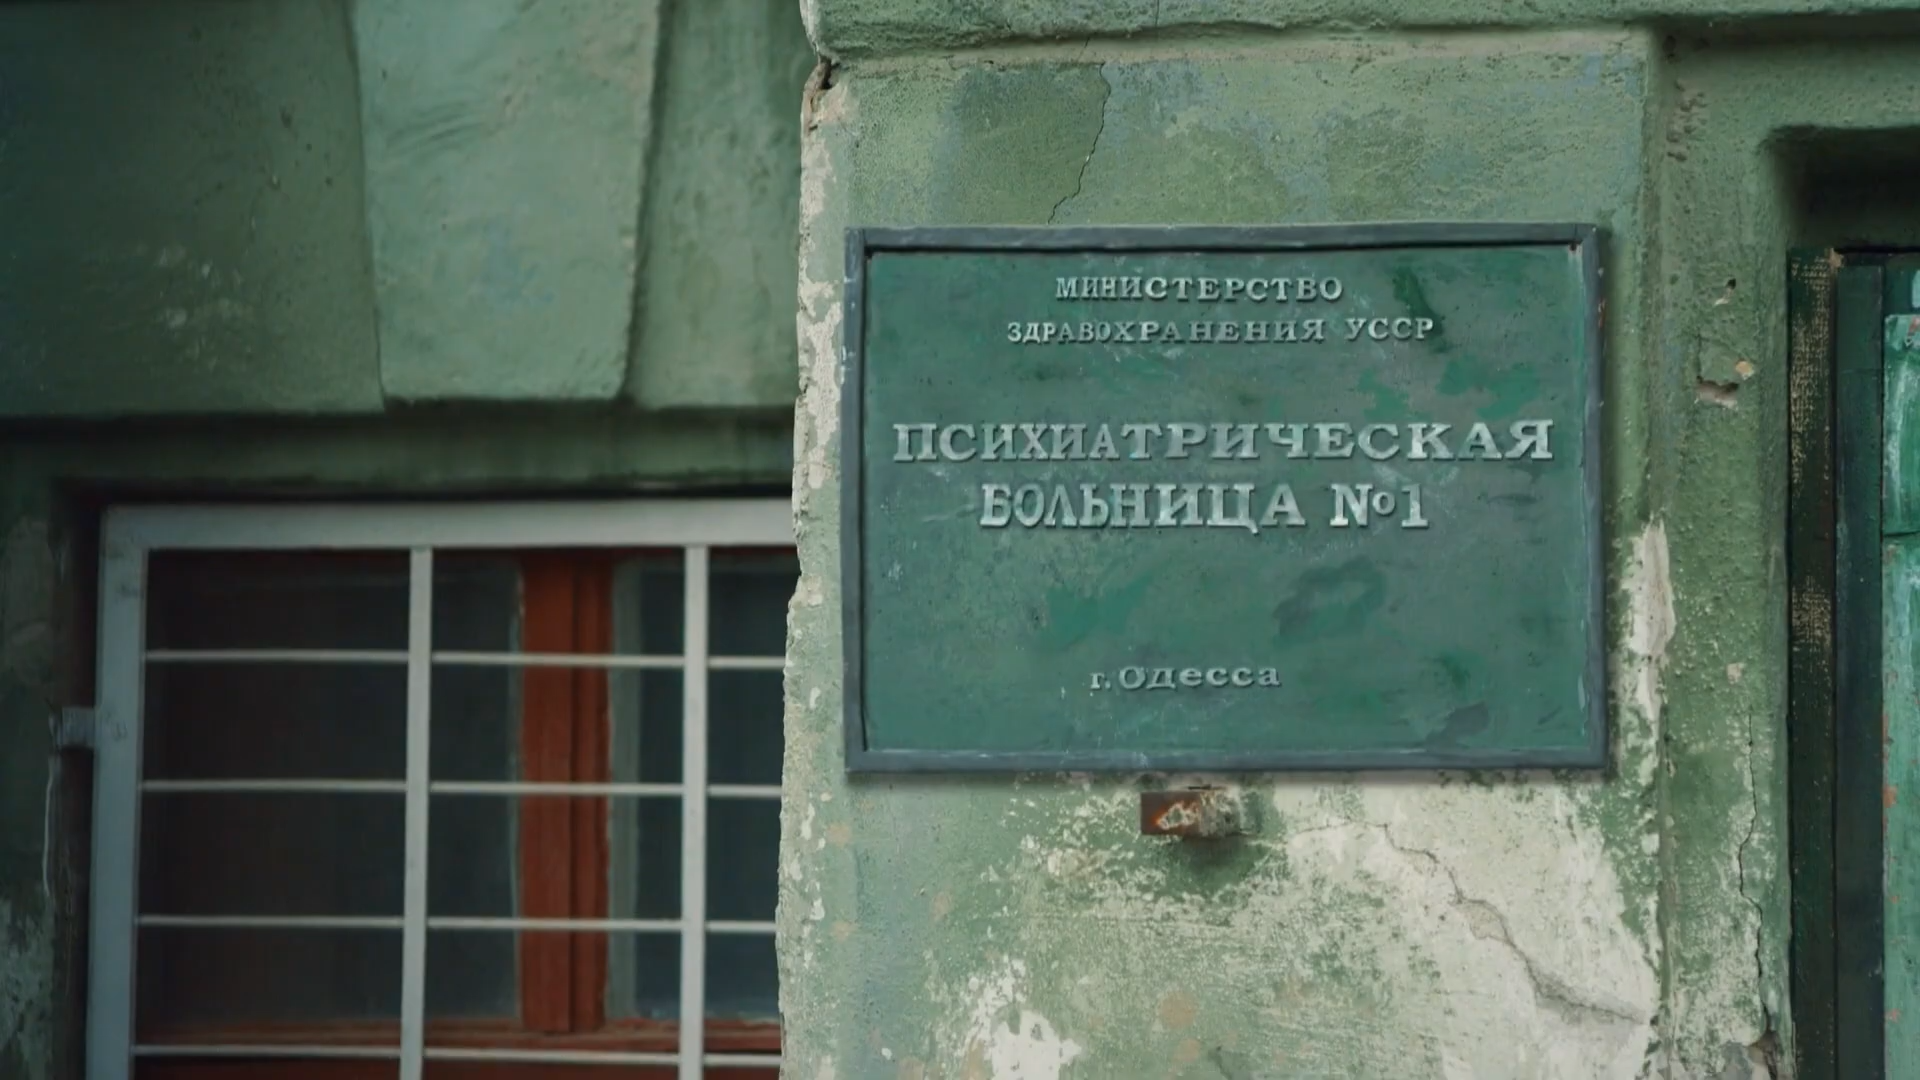 МИНИСТЕРСТВО
ЗДРАВОХРАНЕНИЯ УССР
ПСИХИАТРИЧЕСКАЯ
БОЛЬНИЦА №1
г. Одесса